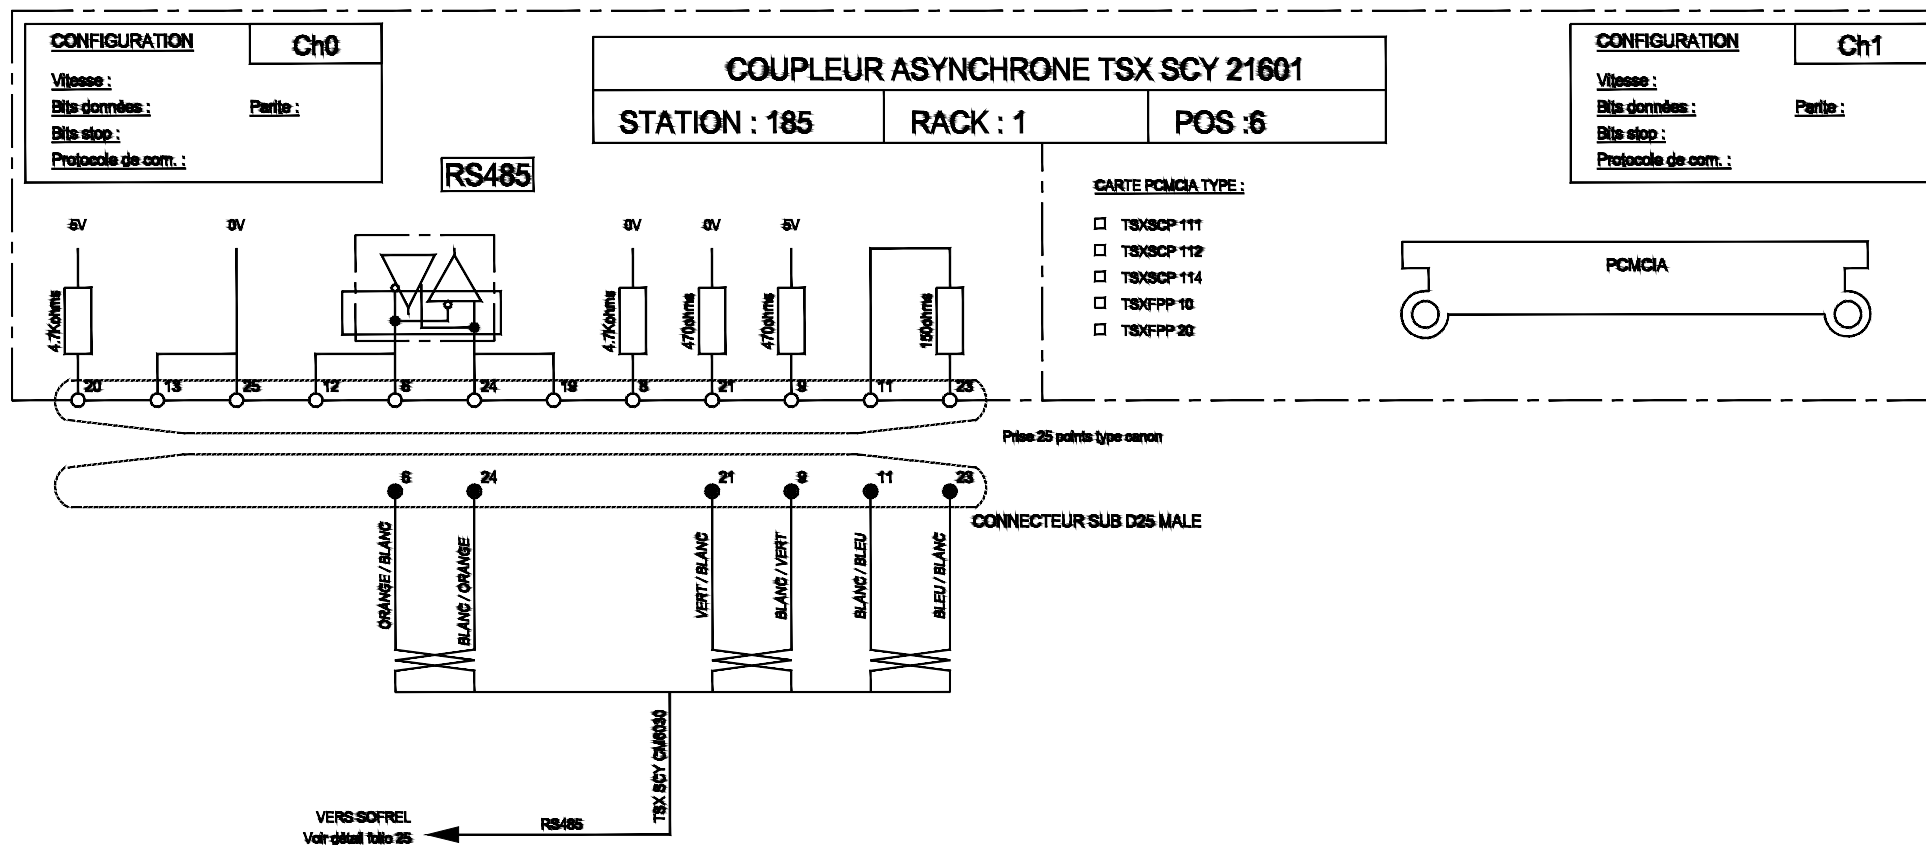 CONFIGURATION
Ch0
Vitesse :
Bits données :
Parite :
Bits stop :
Protocole de com. :
COUPLEUR ASYNCHRONE TSX SCY 21601
STATION : 185
RACK : 1
POS :6
CONFIGURATION
Ch1
Vitesse :
Bits données :
Parite :
Bits stop :
Protocole de com. :
RS485
CARTE PCMCIA TYPE :
TSXSCP 111
TSXSCP 112
TSXSCP 114
TSXFPP 10
TSXFPP 20
PCMCIA
5V
0V
0V
0V
5V
4.7Kohms
4.7Kohms
470ohms
470ohms
150ohms
20
13
25
12
6
24
19
8
21
9
11
23
Prise 25 points type canon
6
24
21
9
11
23
CONNECTEUR SUB D25 MALE
ORANGE / BLANC
BLANC / ORANGE
VERT / BLANC
BLANC / VERT
BLANC / BLEU
BLEU / BLANC
TSX SCY CM6030
VERS SOFREL
Voir détail folio 25
RS485